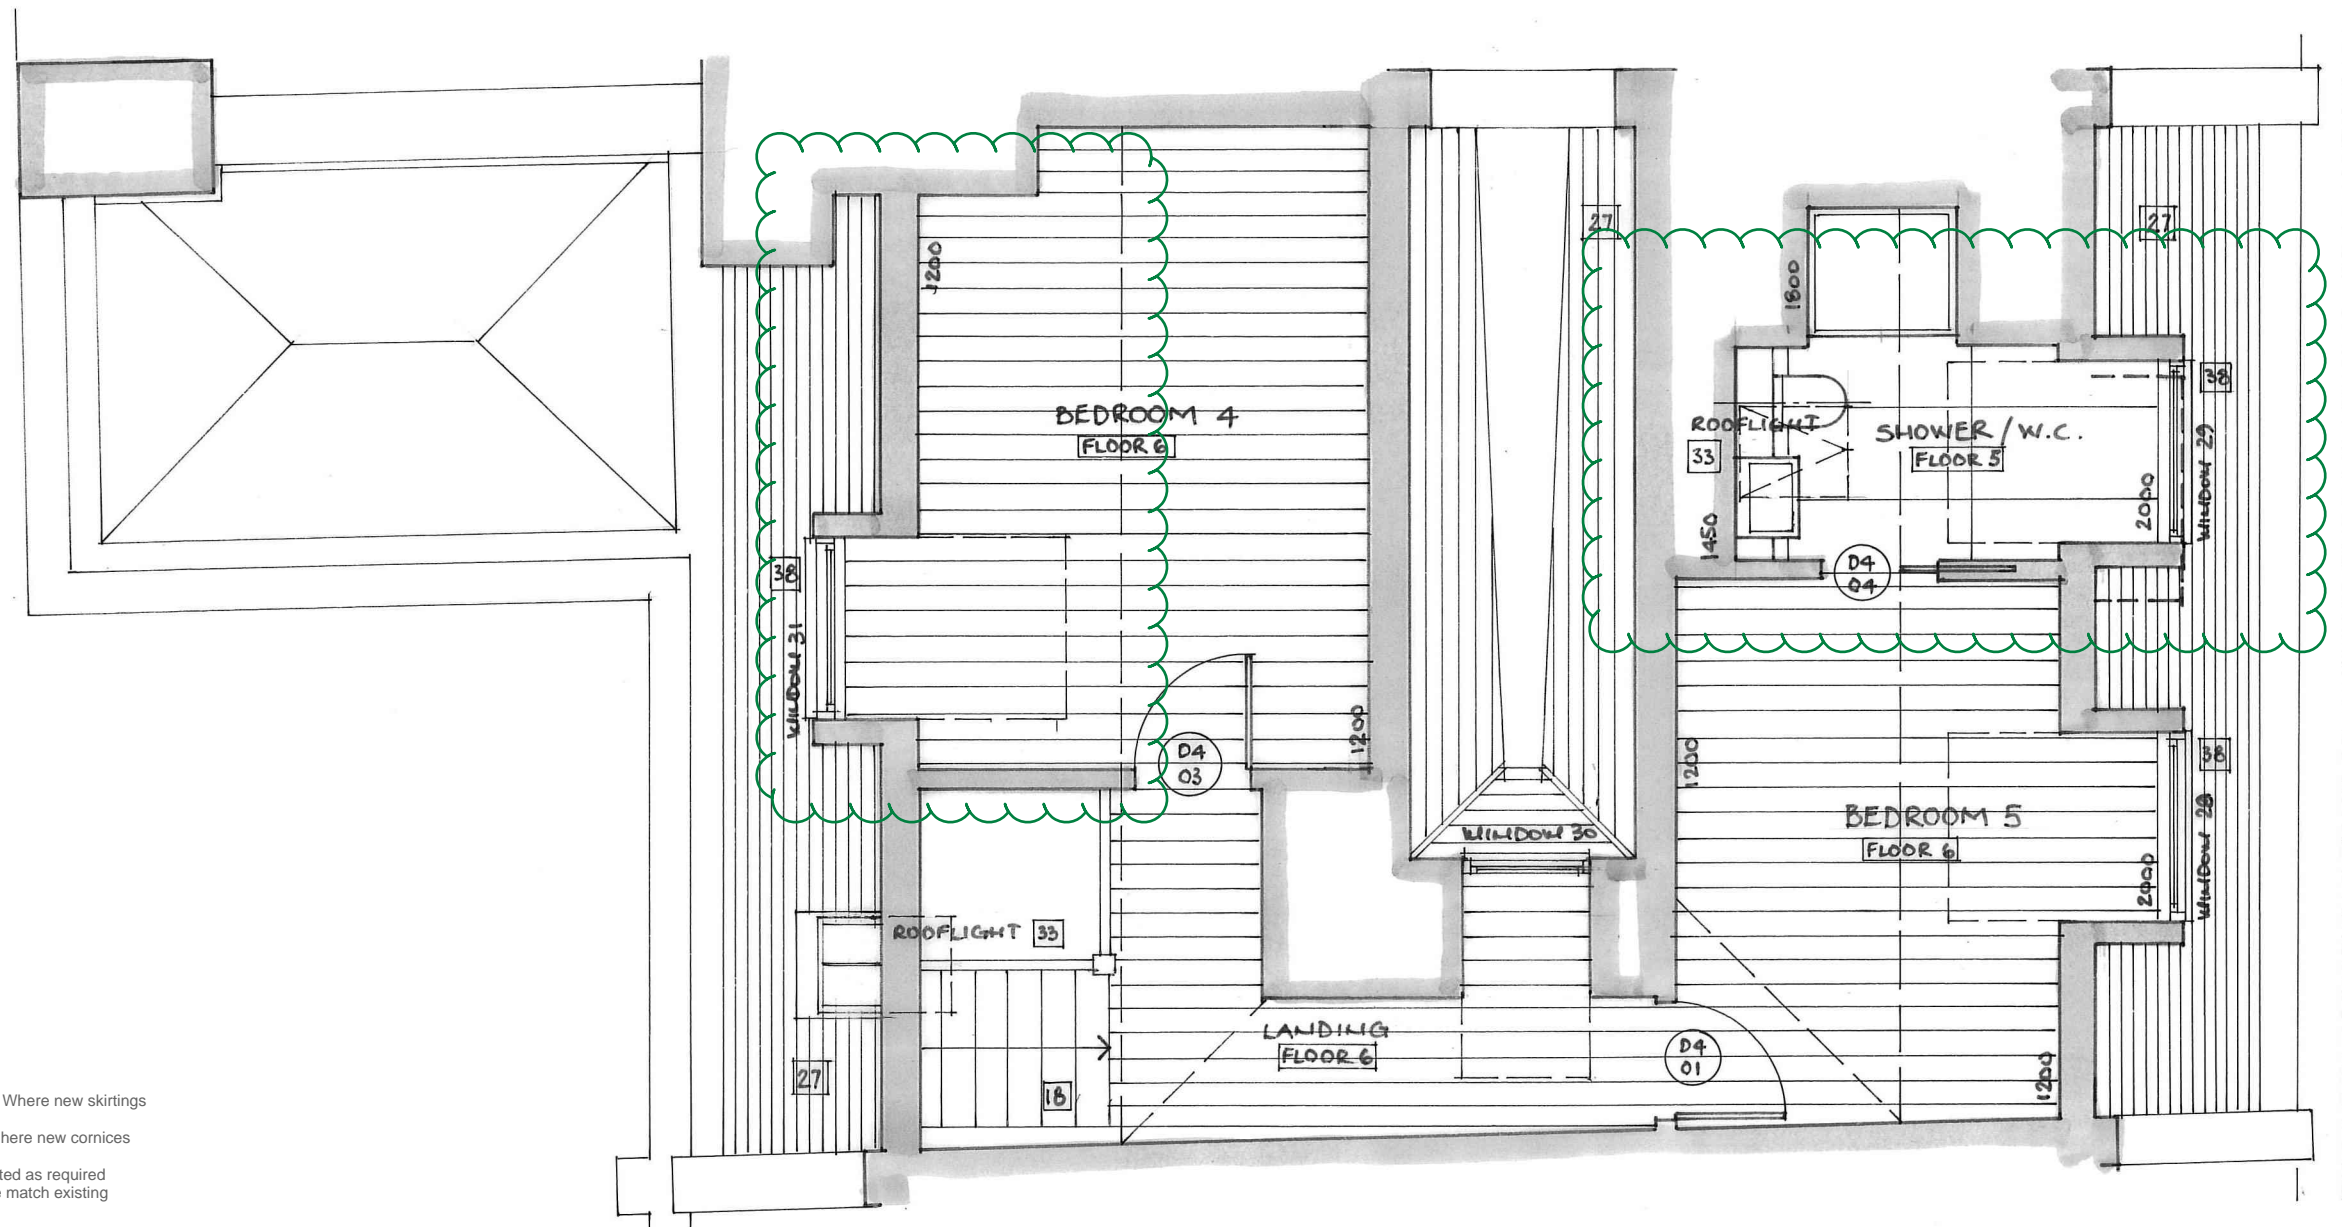 27
27
1200
1800
38
BEDROOM 4
FLOOR 6
ROOFLIGHT
33
SHOWER / W.C.
FLOOR 5
WINDOW 29
2000
1450
38
D4
04
WINDOW 31
1200
D4
03
1200
38
BEDROOM 5
FLOOR 6
WINDOW 30
2000
WINDOW 28
ROOFLIGHT 33
LANDING
FLOOR 6
D4
01
27
18
1200
Where new skirtings
here new cornices
ted as required
match existing